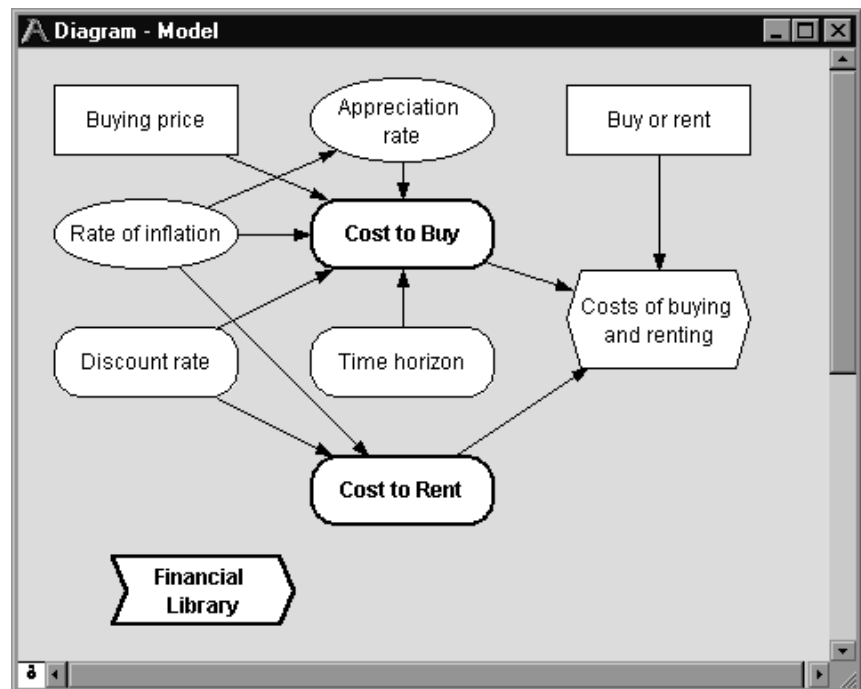 Diagram - Model
Buying price
Appreciation
rate
Buy or rent
Rate of inflation
Cost to Buy
Costs of buying
and renting
Discount rate
Time horizon
Cost to Rent
Financial
Library